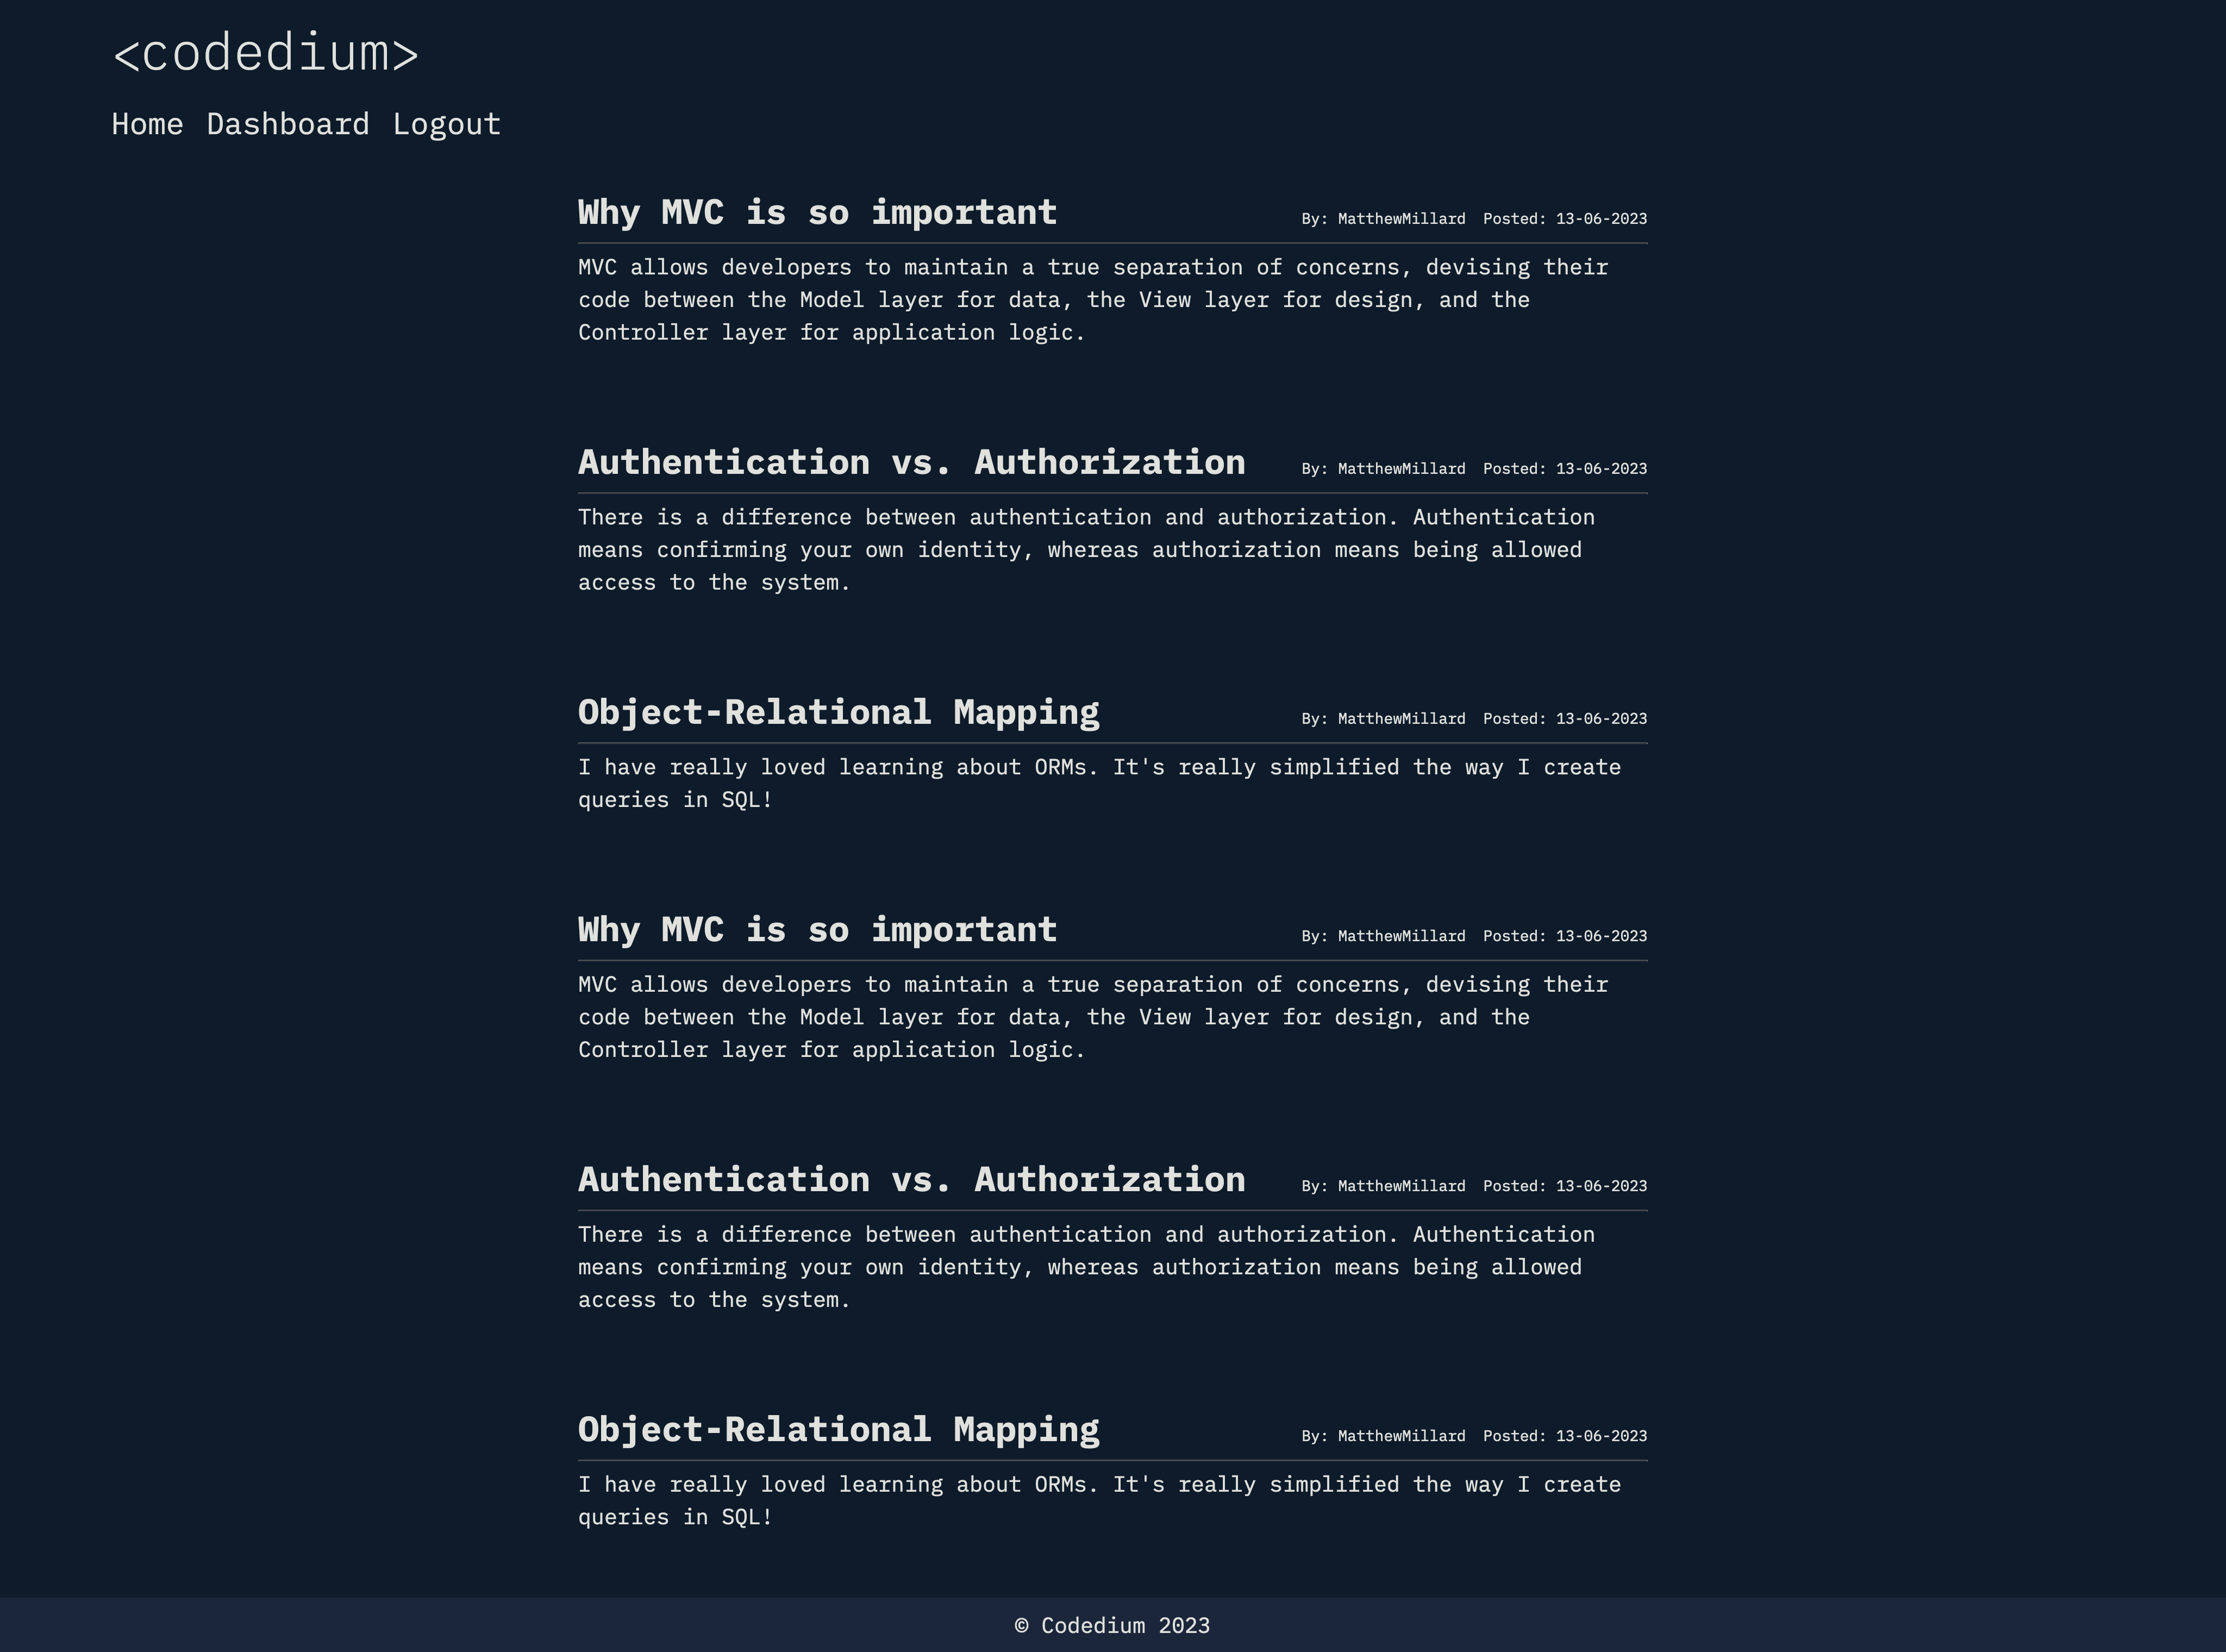 <codedium>
Home Dashboard Logout
Why MVC is so important By: MatthewMillard Posted: 13-06-2023
MVC allows developers to maintain a true separation of concerns, devising their
code between the Model layer for data, the View layer for design, and the
Controller layer for application logic.
Authentication vs. Authorization By: MatthewMillard Posted: 13-06-2023
There is a difference between authentication and authorization. Authentication
means confirming your own identity, whereas authorization means being allowed
access to the system.
Object-Relational Mapping By: MatthewMillard Posted: 13-06-2023
I have really loved learning about ORMs. It's really simplified the way I create
queries in SQL!
Why MVC is so important By: MatthewMillard Posted: 13-06-2023
MVC allows developers to maintain a true separation of concerns, devising their
code between the Model layer for data, the View layer for design, and the
Controller layer for application logic.
Authentication vs. Authorization By: MatthewMillard Posted: 13-06-2023
There is a difference between authentication and authorization. Authentication
means confirming your own identity, whereas authorization means being allowed
access to the system.
Object-Relational Mapping By: MatthewMillard Posted: 13-06-2023
I have really loved learning about ORMs. It's really simplified the way I create
queries in SQL!
© Codedium 2023